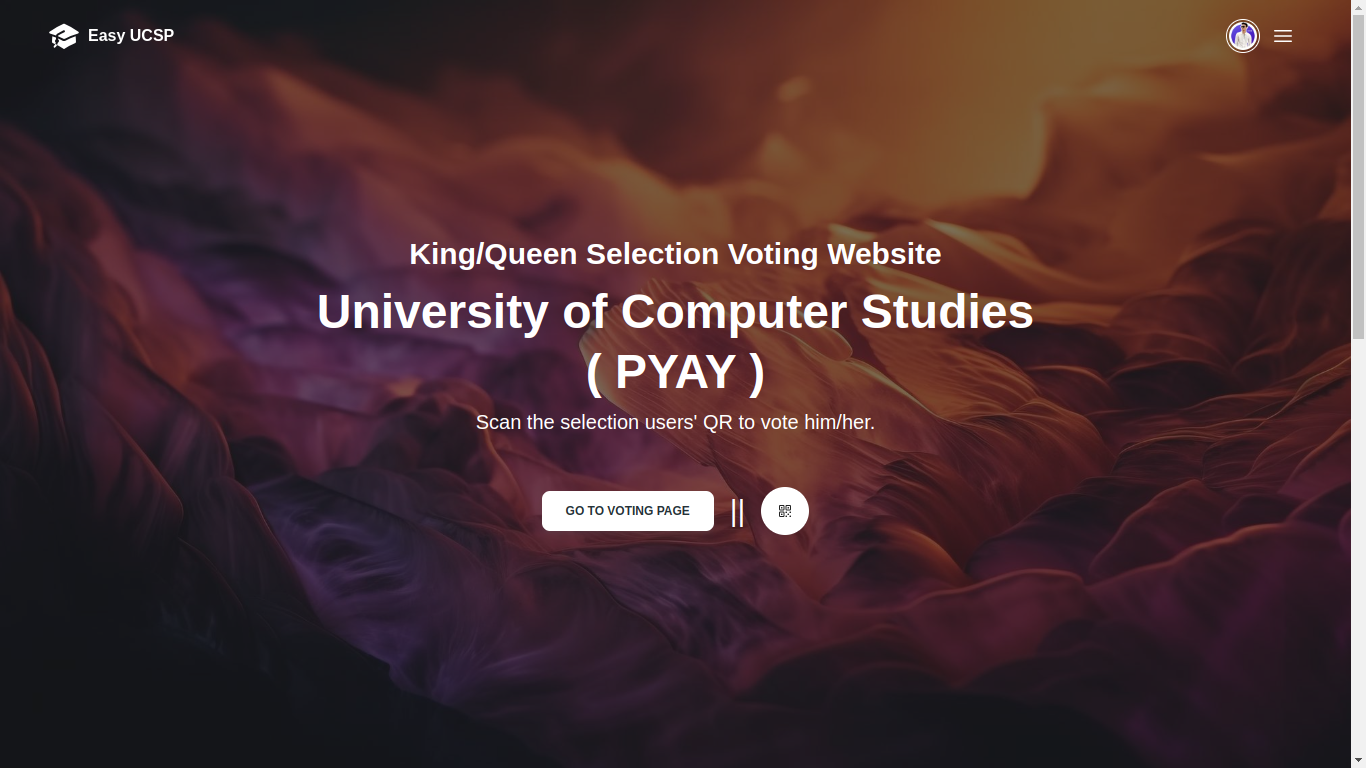 Easy UCSP
King/Queen Selection Voting Website
University of Computer Studies
( PYAY )
Scan the selection users' QR to vote him/her.
GO TO VOTING PAGE
||